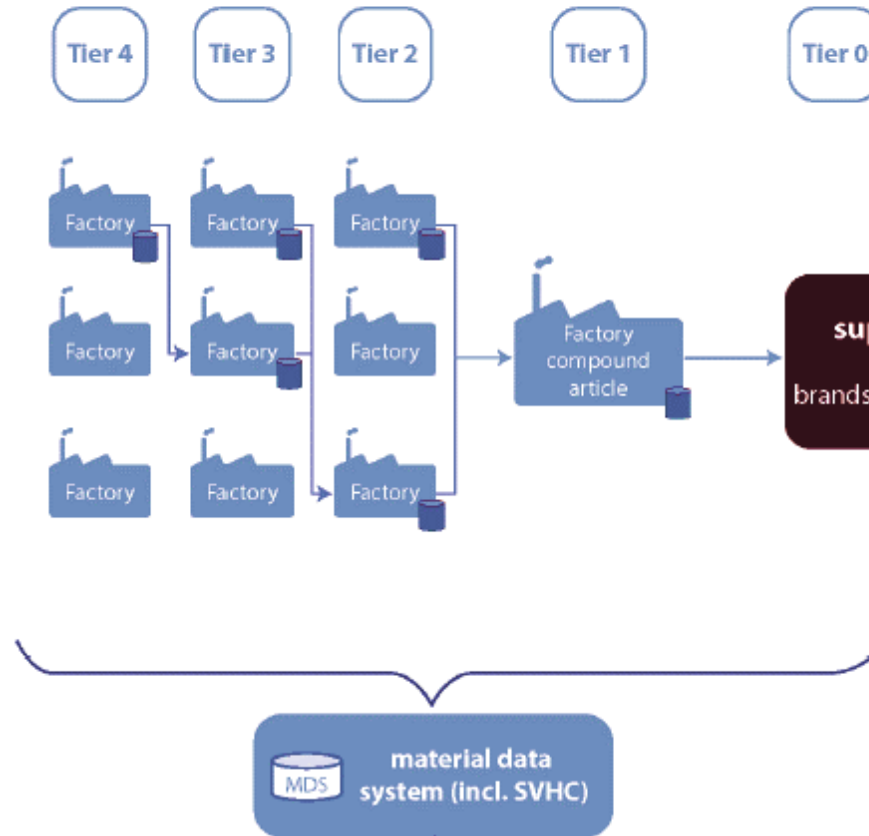 Tier 4
Tier 3
Tier 2
Tier 1
Tier 0
Factory
Factory
Factory
Factory
Factory
Factory
Factory
compound
article
Factory
Factory
Factory
brands
material data
system (incl. SVHC)
MDS